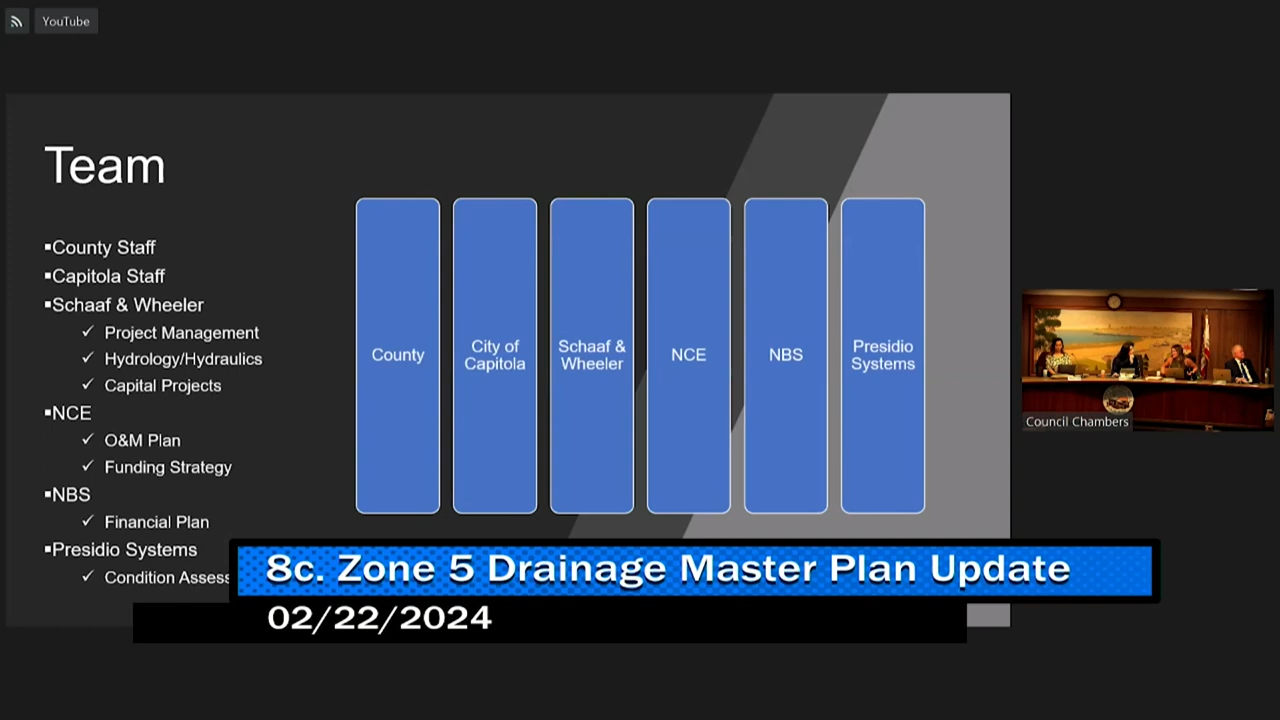 YouTube
Team
▪County Staff
▪Capitola Staff
▪Schaaf & Wheeler
✓ Project Management
✓ Hydrology/Hydraulics
✓ Capital Projects
▪NCE
✓ O&M Plan
✓ Funding Strategy
▪NBS
✓ Financial Plan
▪Presidio Systems
✓ Condition Assess
County
City of
Capitola
Schaaf &
Wheeler
NCE
NBS
Presidio
Systems
Council Chambers
8c. Zone 5 Drainage Master Plan Update
02/22/2024